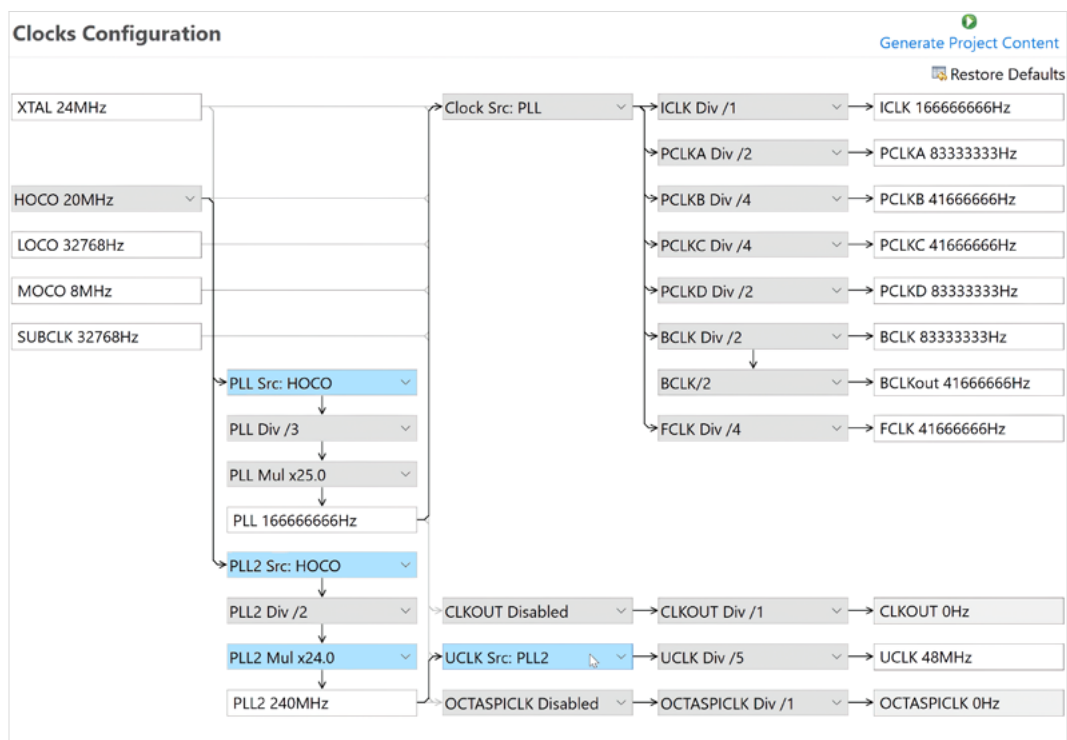 Clocks Configuration
Generate Project Content
Restore Defaults
XTAL 24MHz
Clock Src: PLL
ICLK Div /1
ICLK 166666666Hz
PCLKA Div /2
PCLKA 83333333Hz
HOCO 20MHz
PCLKB Div /4
PCLKB 41666666Hz
LOCO 32768Hz
PCLKC Div /4
PCLKC 41666666Hz
MOCO 8MHz
PCLKD Div /2
PCLKD 83333333Hz
SUBCLK 32768Hz
BCLK Div /2
BCLK 83333333Hz
PLL Src: HOCO
BCLK/2
BCLKout 41666666Hz
PLL Div /3
FCLK Div /4
FCLK 41666666Hz
PLL Mul x25.0
PLL 166666666Hz
PLL2 Src: HOCO
PLL2 Div /2
CLKOUT Disabled
CLKOUT Div /1
CLKOUT 0Hz
PLL2 Mul x24.0
UCLK Src: PLL2
UCLK Div /5
UCLK 48MHz
PLL2 240MHz
OCTASPICLK Disabled
OCTASPICLK Div /1
OCTASPICLK 0Hz